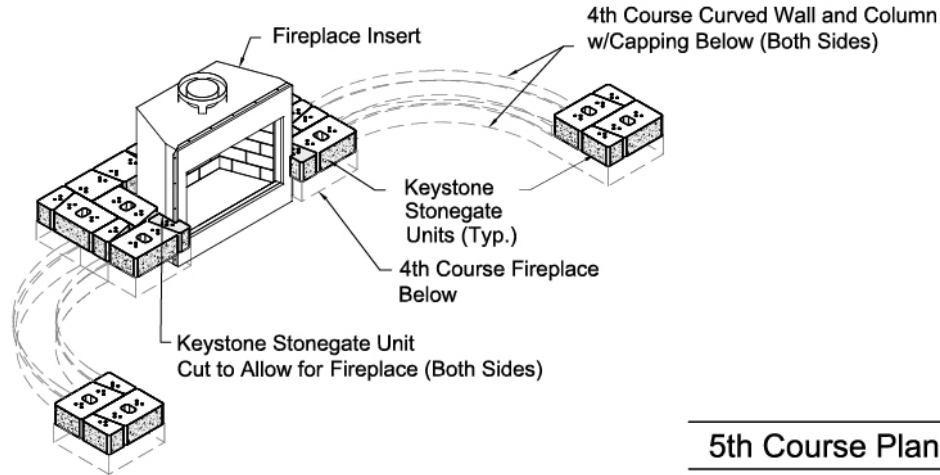 4th Course Curved Wall and Column
w/Capping Below (Both Sides)
Fireplace Insert
Keystone
Stonegate
Units (Typ.)
4th Course Fireplace
Below
Keystone Stonegate Unit
Cut to Allow for Fireplace (Both Sides)
5th Course Plan